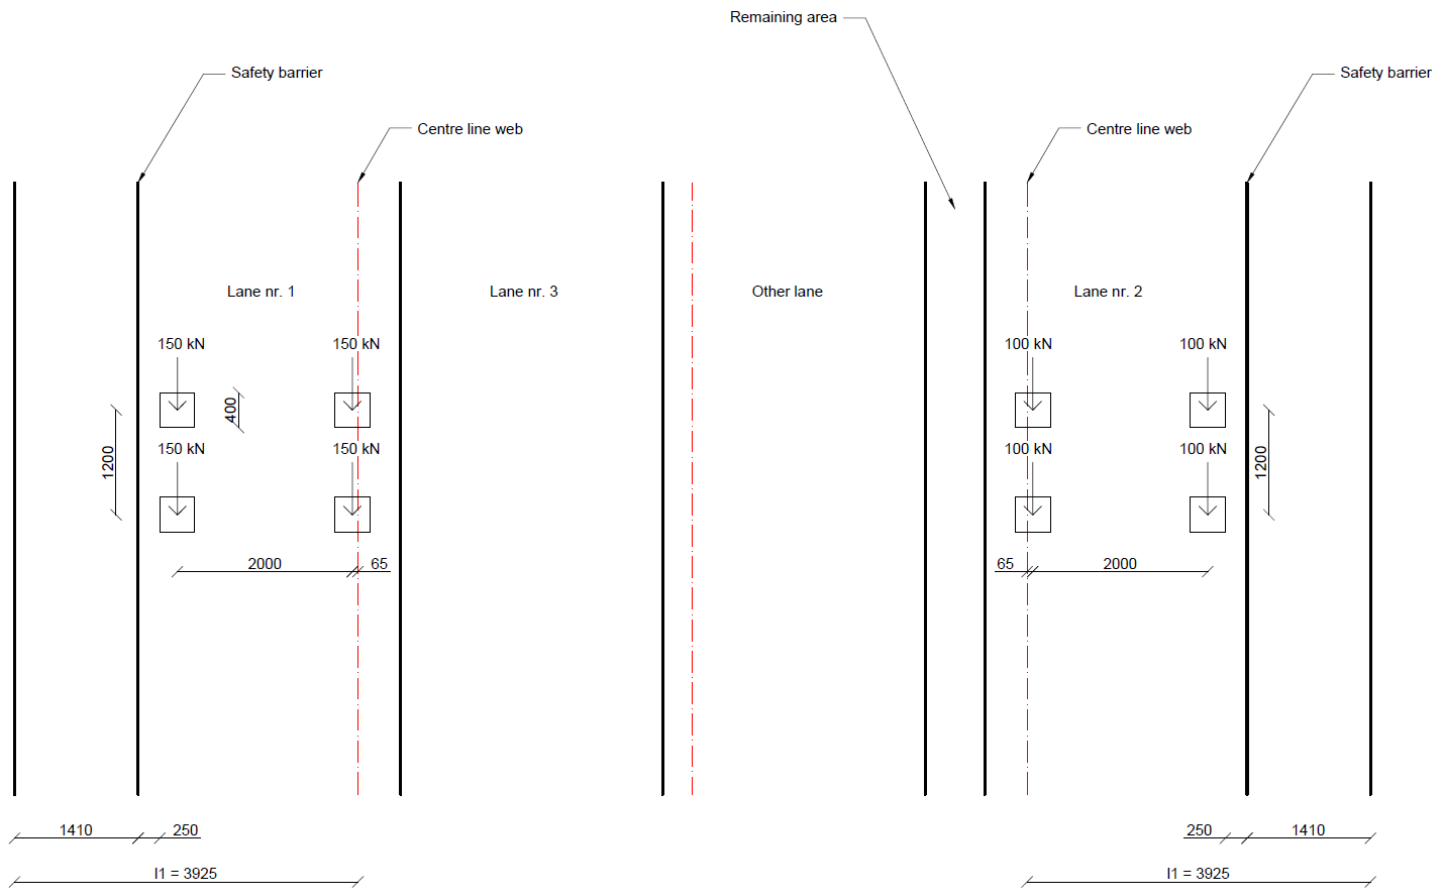 Remaining area
Safety barrier
Safety barrier
Centre line web
Centre line web
Lane nr. 1
Lane nr. 3
Other lane
Lane nr. 2
150 kN
150 kN
100 kN
100 kN
400
150 kN
150 kN
100 kN
100 kN
1200
1200
2000
65
65
2000
1410
250
250
1410
l1 = 3925
l1 = 3925